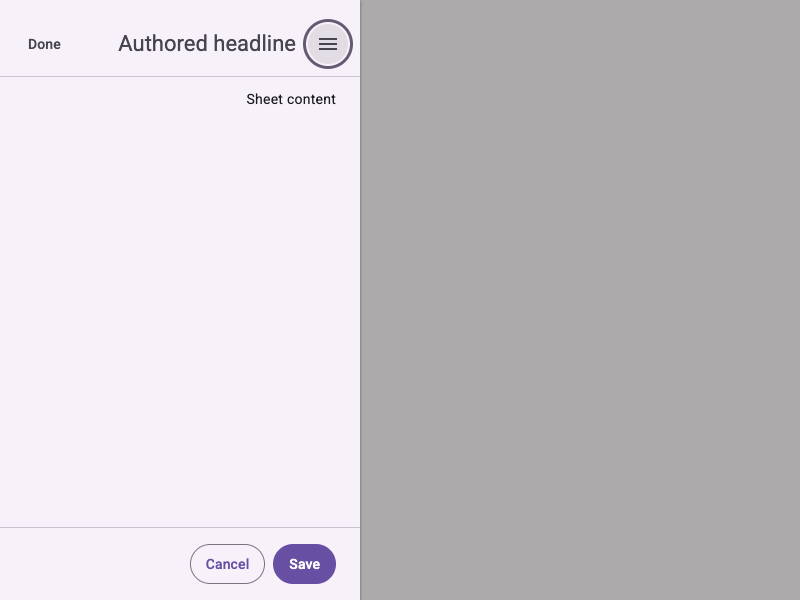 Done
Authored headline
Sheet content
Cancel
Save